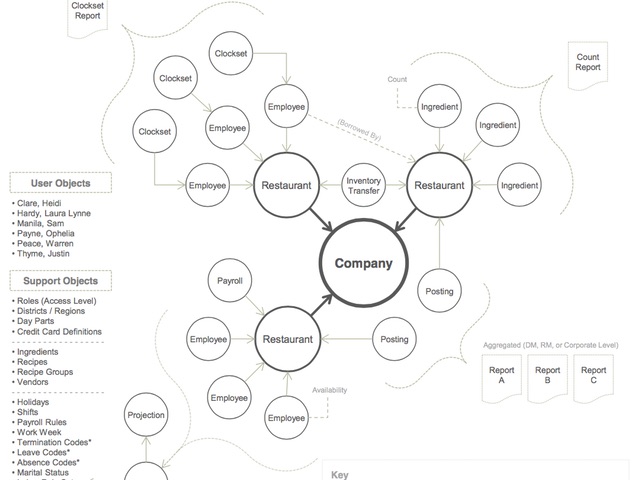 Clockset
Report
Clockset
Clockset
Clockset
Employee
Employee
Employee
(Borrowed By)
Count
Count
Report
Ingredient
Ingredient
Ingredient
Restaurant
Inventory
Transfer
Restaurant
Company
User Objects
• Clare, Heidi
• Hardy, Laura Lynne
• Manila, Sam
• Payne, Ophelia
• Peace, Warren
• Thyme, Justin
Support Objects
• Roles (Access Level)
• Districts / Regions
• Day Parts
• Credit Card Definitions
• Ingredients
• Recipes
• Recipe Groups
• Vendors
• Holidays
• Shifts
• Payroll Rules
• Work Week
• Termination Codes*
• Leave Codes*
• Absence Codes*
• Marital Status
Payroll
Employee
Restaurant
Posting
Posting
Employee
Employee
Availability
Projection
Aggregated (DM, RM, or Corporate Level)
Report
A
Report
B
Report
C
Key